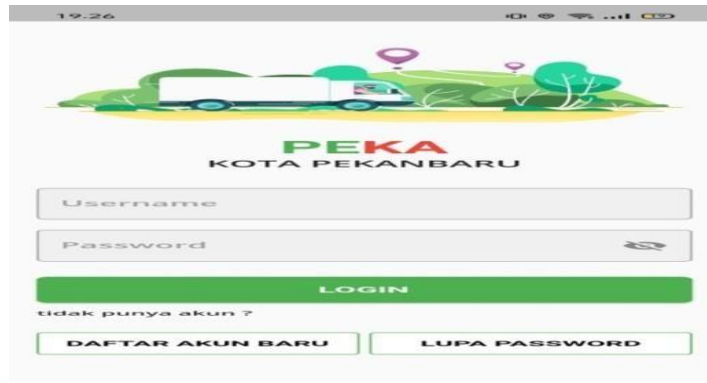 19.26
PEKA
KOTA PEKANBARU
Username
Password
LOGIN
tidak punya akun ?
DAFTAR AKUN BARU LUPA PASSWORD